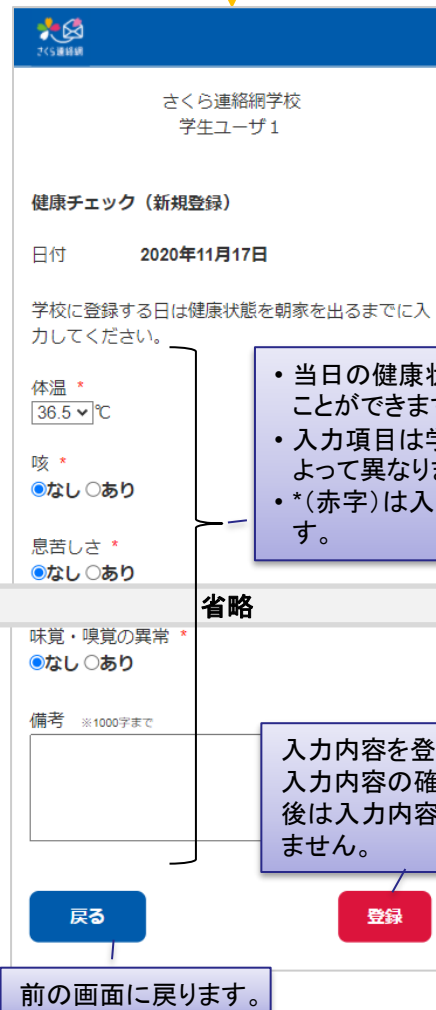 さくら連絡網
さくら連絡網学校
学生ユーザ1
健康チェック（新規登録）
日付 2020年11月17日
学校に登録する日は健康状態を朝家を出るまでに入
力してください。
体温 *
36.5 ℃
咳 *
なし あり
息苦しさ *
なし あり
・当日の健康状
ことができます
・入力項目は学
よって異なりま
・*（赤字）は入
す。
省略
味覚・嗅覚の異常 *
なし あり
備考 ※1000字まで
入力内容を登
入力内容の確
後は入力内容
ません。
戻る
登録
前の画面に戻ります。